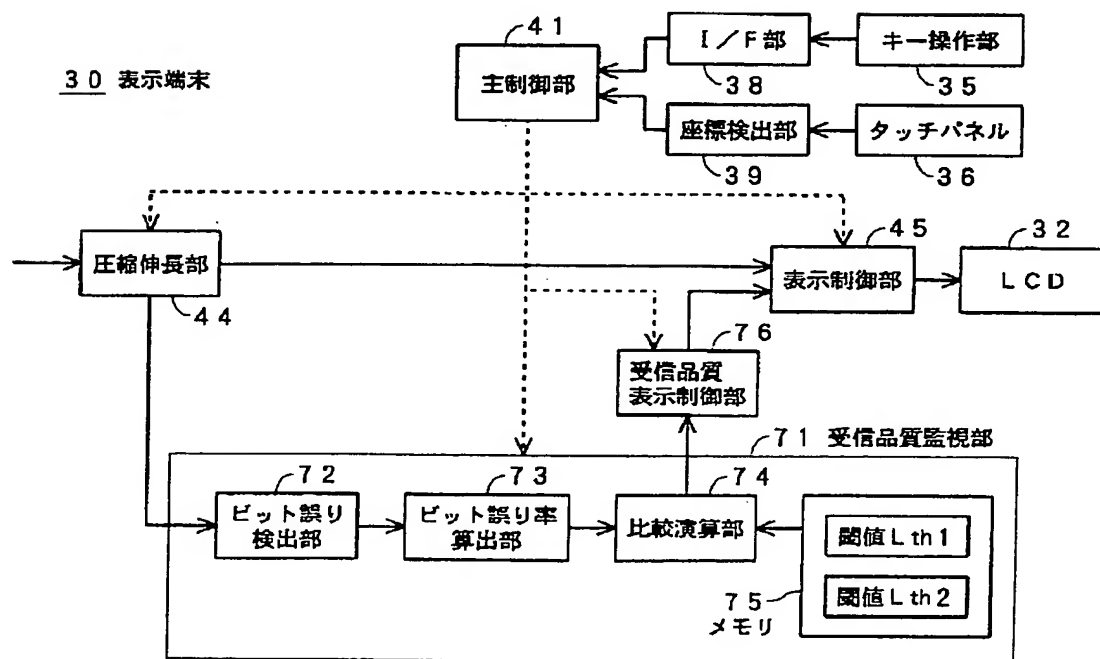 ３０ 表示端末
４１
主制御部
Ｉ／Ｆ部
３８
キー操作部
３５
座標検出部
３９
タッチパネル
３６
圧縮伸長部
４４
４５
表示制御部
３２
ＬＣＤ
７６
受信品質
表示制御部
７１ 受信品質監視部
７２
ビット誤り
検出部
７３
ビット誤り率
算出部
７４
比較演算部
閾値Ｌth１
閾値Ｌth２
７５
メモリ